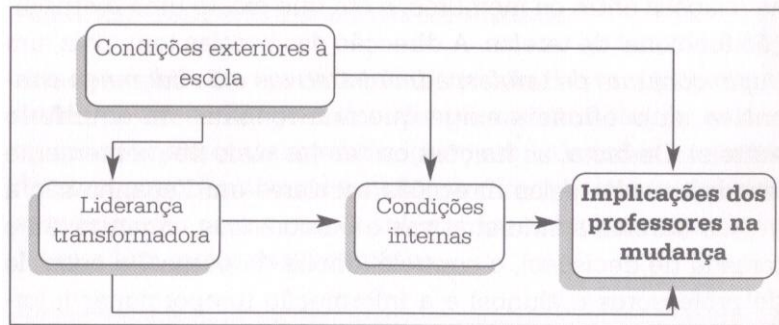 Condições exteriores à
escola
Liderança
transformadora
Condições
internas
Implicações dos
professores na
mudança